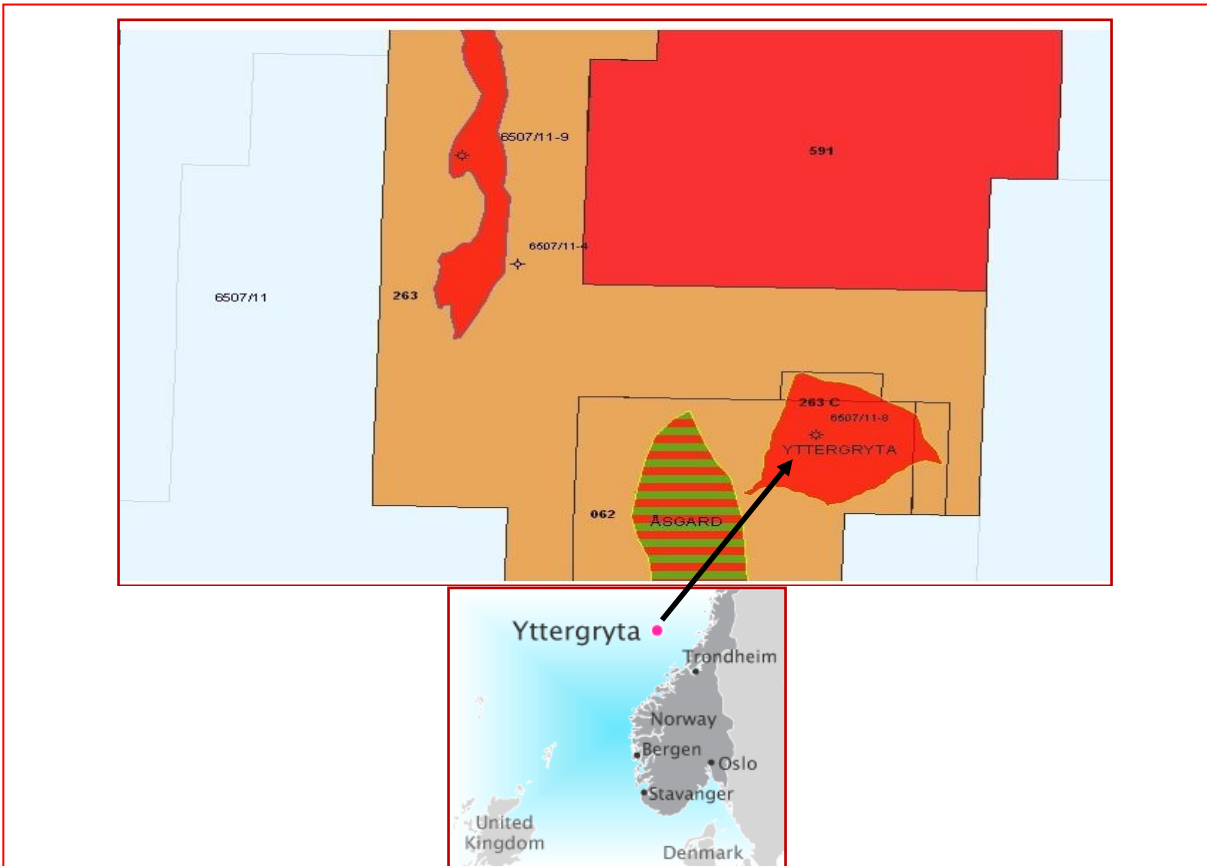 6507/11-9
591
6507/11-4
6507/11
263
263 C
6507/11-8
YTTERGRYTA
062
ÅSGARD
Yttergryta
Trondheim
Norway
Bergen
Oslo
Stavanger
United
Kingdom
Denmark